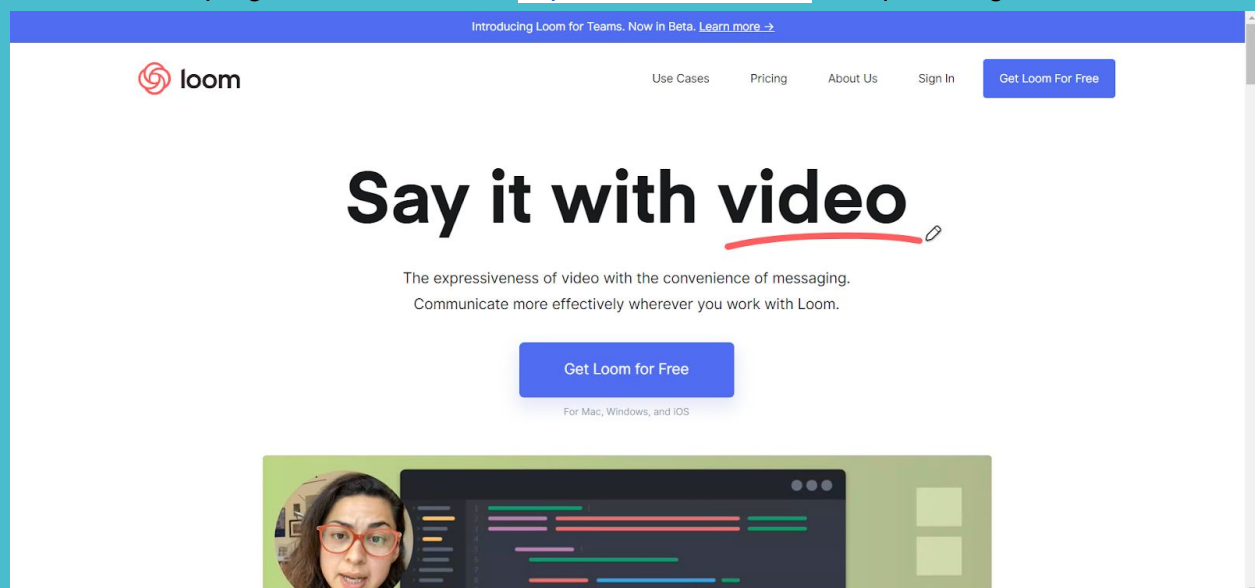 Introducing Loom for Teams. Now in Beta. Learn more →
loom
Use Cases Pricing About Us Sign In Get Loom For Free
Say it with video
The expressiveness of video with the convenience of messaging.
Communicate more effectively wherever you work with Loom.
Get Loom for Free
For Mac, Windows, and iOS